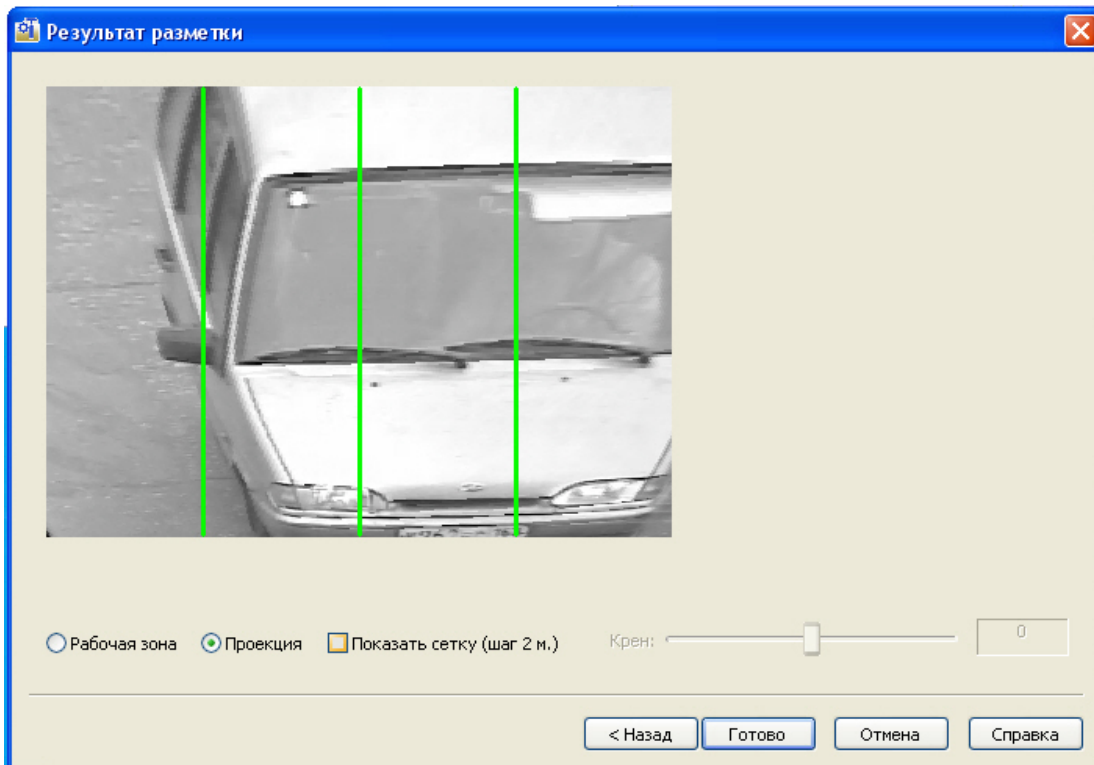 Результат разметки
Рабочая зона
Проекция
Показать сетку (шаг 2 м.)
Крен:
0
< Назад
Готово
Отмена
Справка